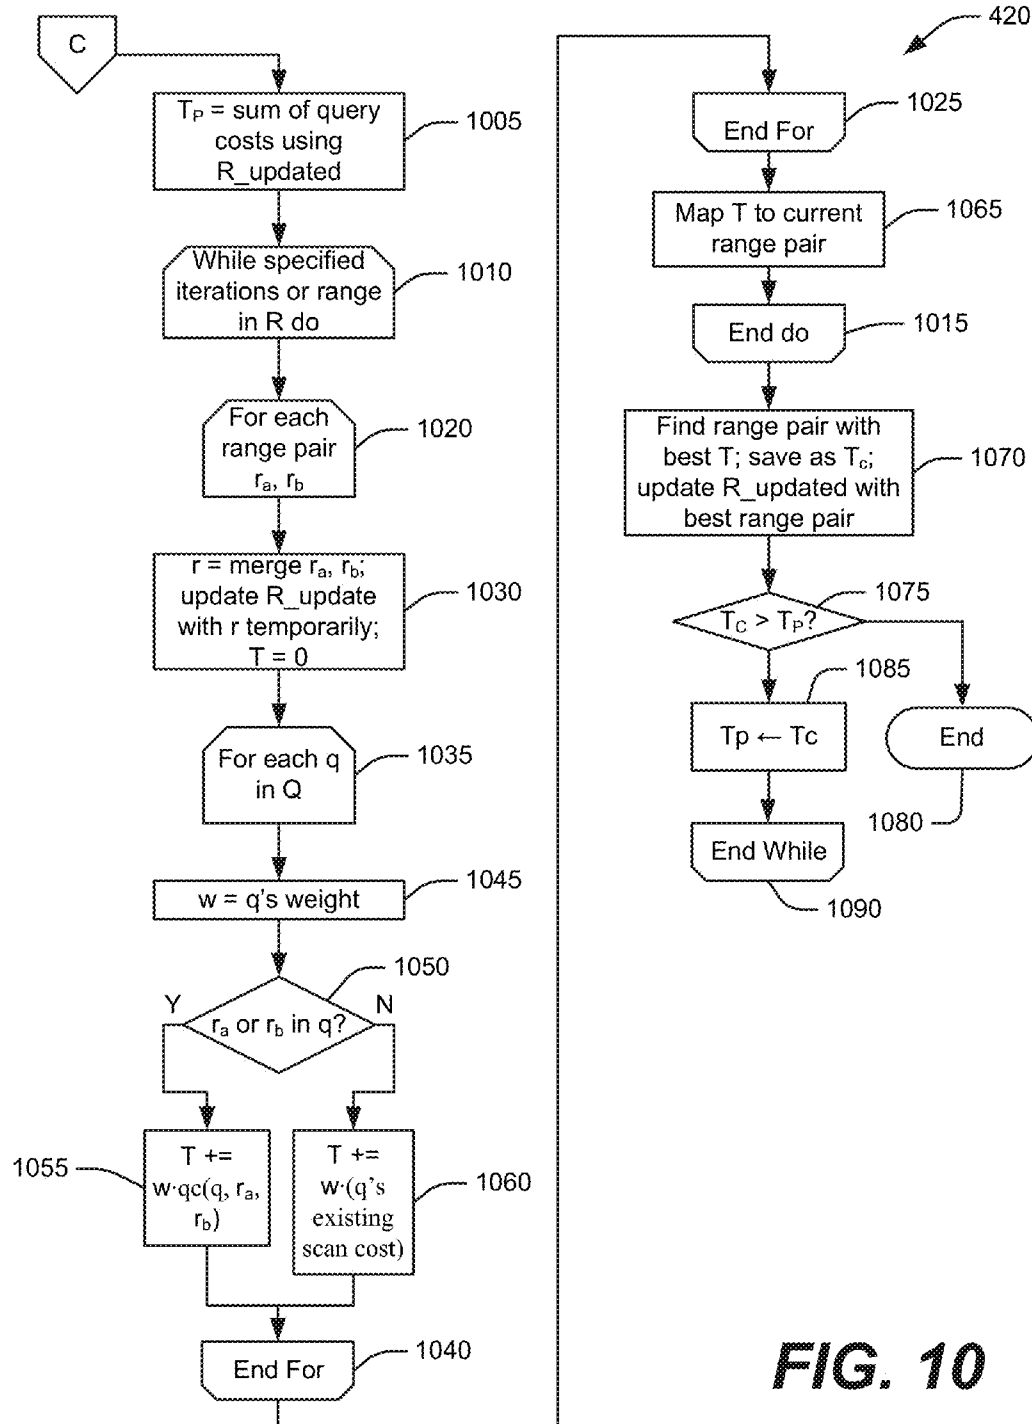 C
T_P = sum of query
costs using
R_updated
1005
While specified
iterations or range
in R do
1010
For each
range pair
r_a, r_b
1020
r = merge r_a, r_b;
update R_update
with r temporarily;
T = 0
1030
For each q
in Q
1035
w = q's weight
1045
1050
Y
N
r_a or r_b in q?
1055
T +=
w·qc(q, r_a,
r_b)
T +=
w·(q's
existing
scan cost)
1060
End For
1040
420
End For
1025
Map T to current
range pair
1065
End do
1015
Find range pair with
best T; save as T_c;
update R_updated with
best range pair
1070
T_C > T_P?
1075
1085
Tp ← Tc
End
1080
End While
1090
FIG. 10